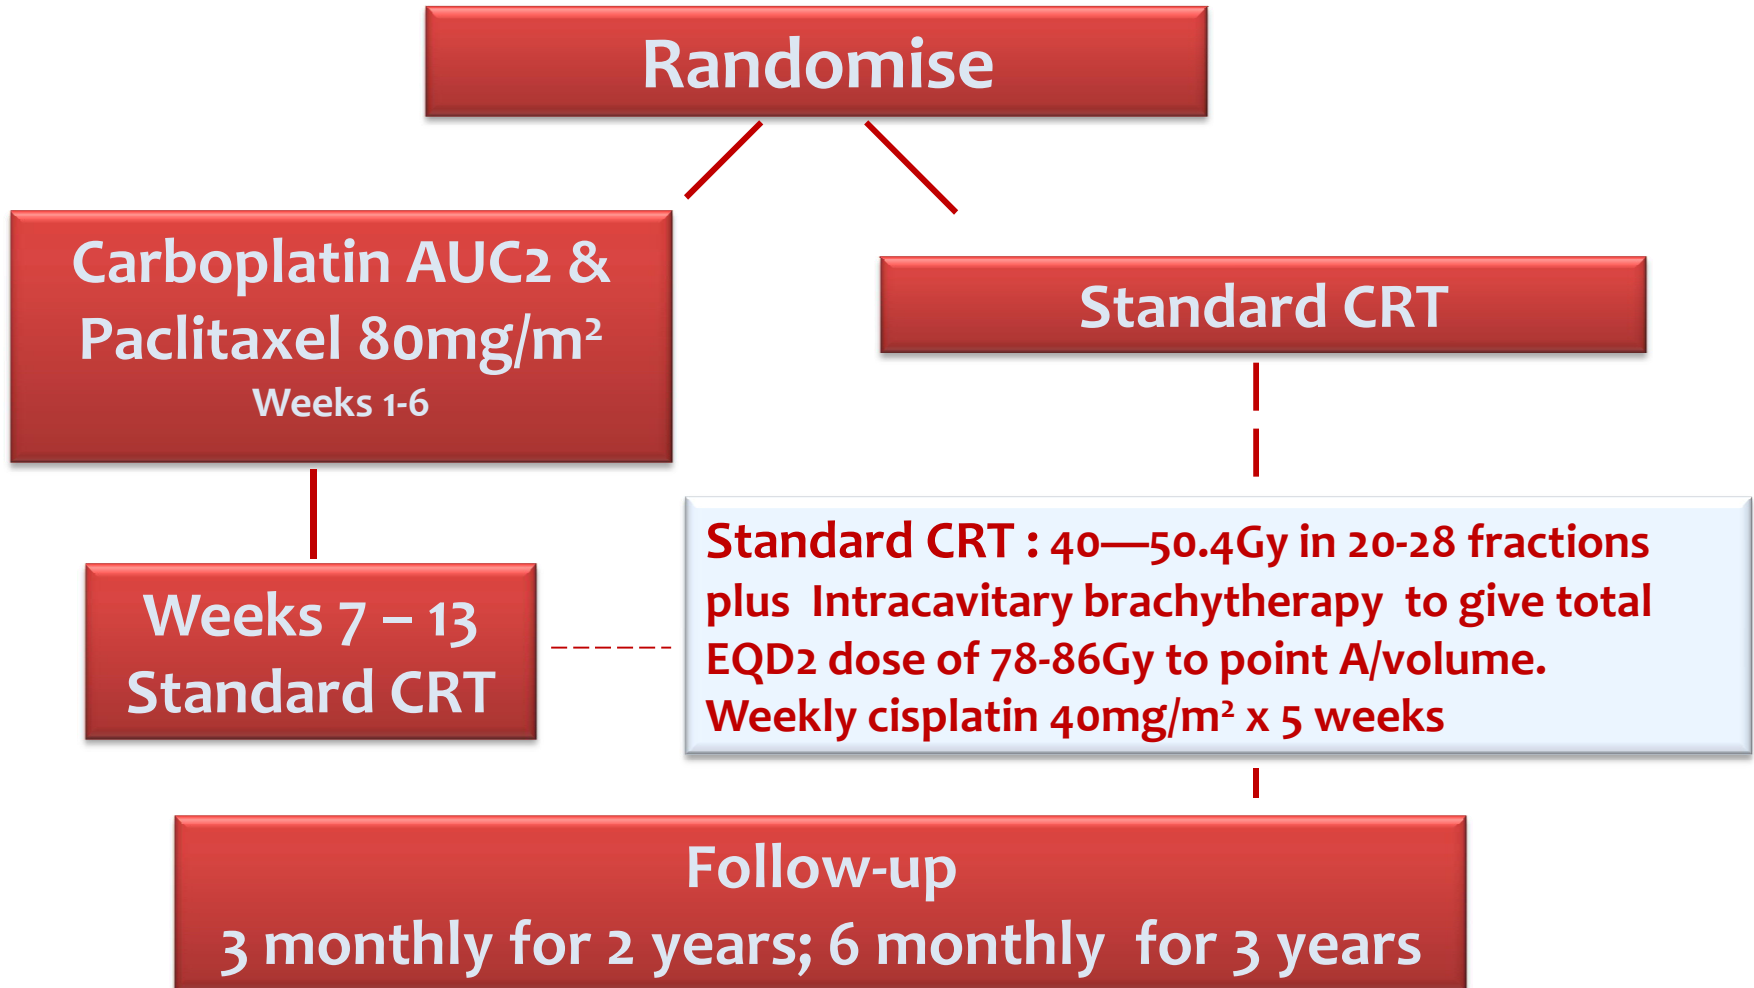 Randomise
Carboplatin AUC2 &
Paclitaxel 80mg/m²
Weeks 1-6
Standard CRT
Weeks 7 – 13
Standard CRT
Standard CRT : 40—50.4Gy in 20-28 fractions
plus Intracavitary brachytherapy to give total
EQD2 dose of 78-86Gy to point A/volume.
Weekly cisplatin 40mg/m² x 5 weeks
Follow-up
3 monthly for 2 years; 6 monthly for 3 years